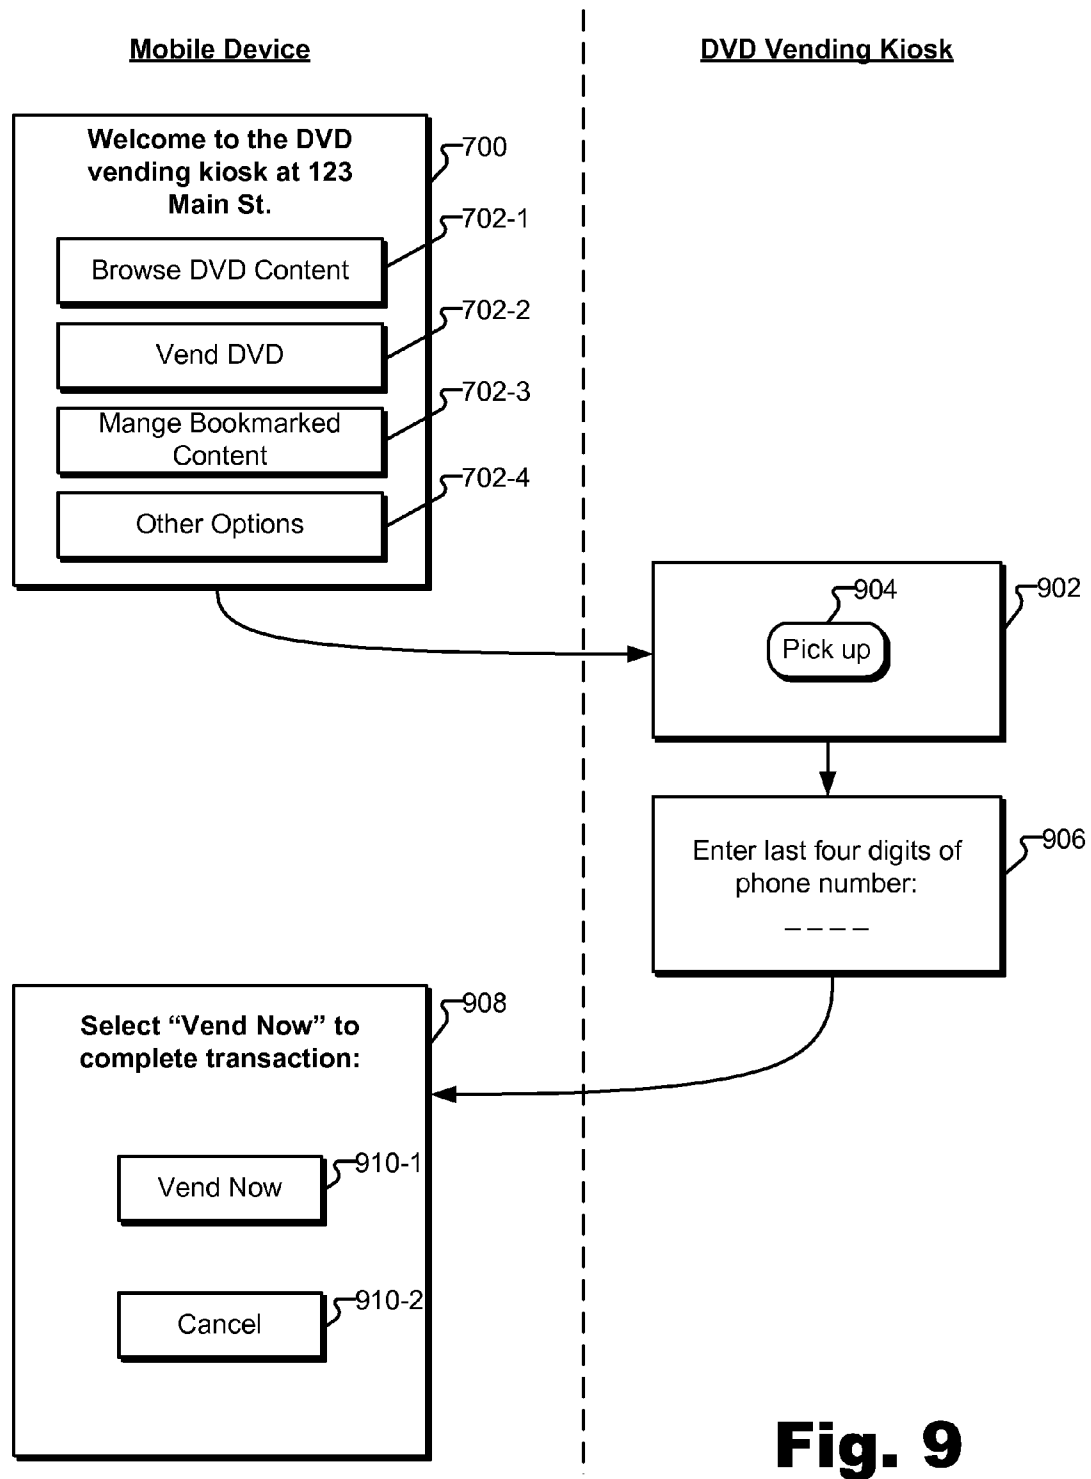 Mobile Device
DVD Vending Kiosk
Welcome to the DVD
vending kiosk at 123
Main St.
700
702-1
Browse DVD Content
702-2
Vend DVD
702-3
Mange Bookmarked
Content
702-4
Other Options
904
902
Pick up
906
Enter last four digits of
phone number:
_ _ _ _
908
Select “Vend Now” to
complete transaction:
910-1
Vend Now
910-2
Cancel
Fig. 9